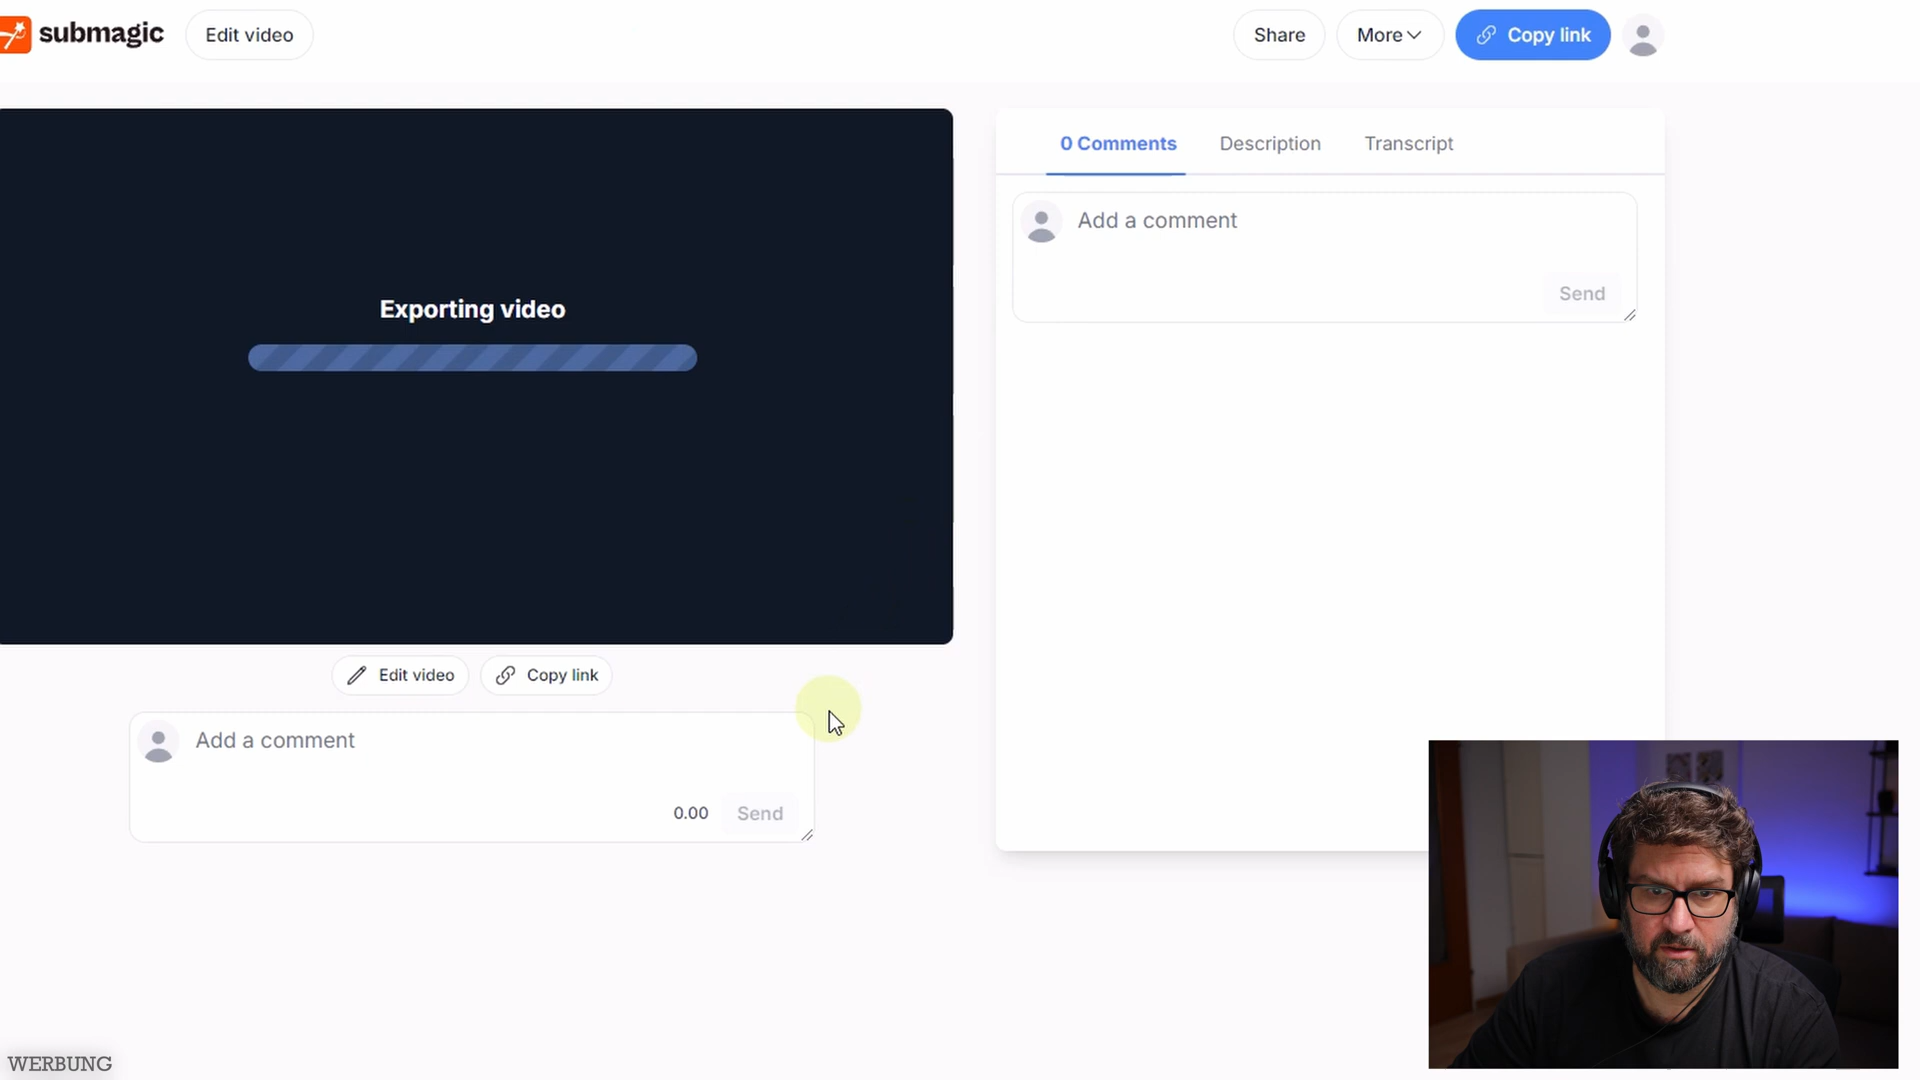 submagic
Edit video
Share
More
Copy link
Exporting video
Edit video
Copy link
Add a comment
0.00
Send
0 Comments
Description
Transcript
Add a comment
Send
WERBUNG